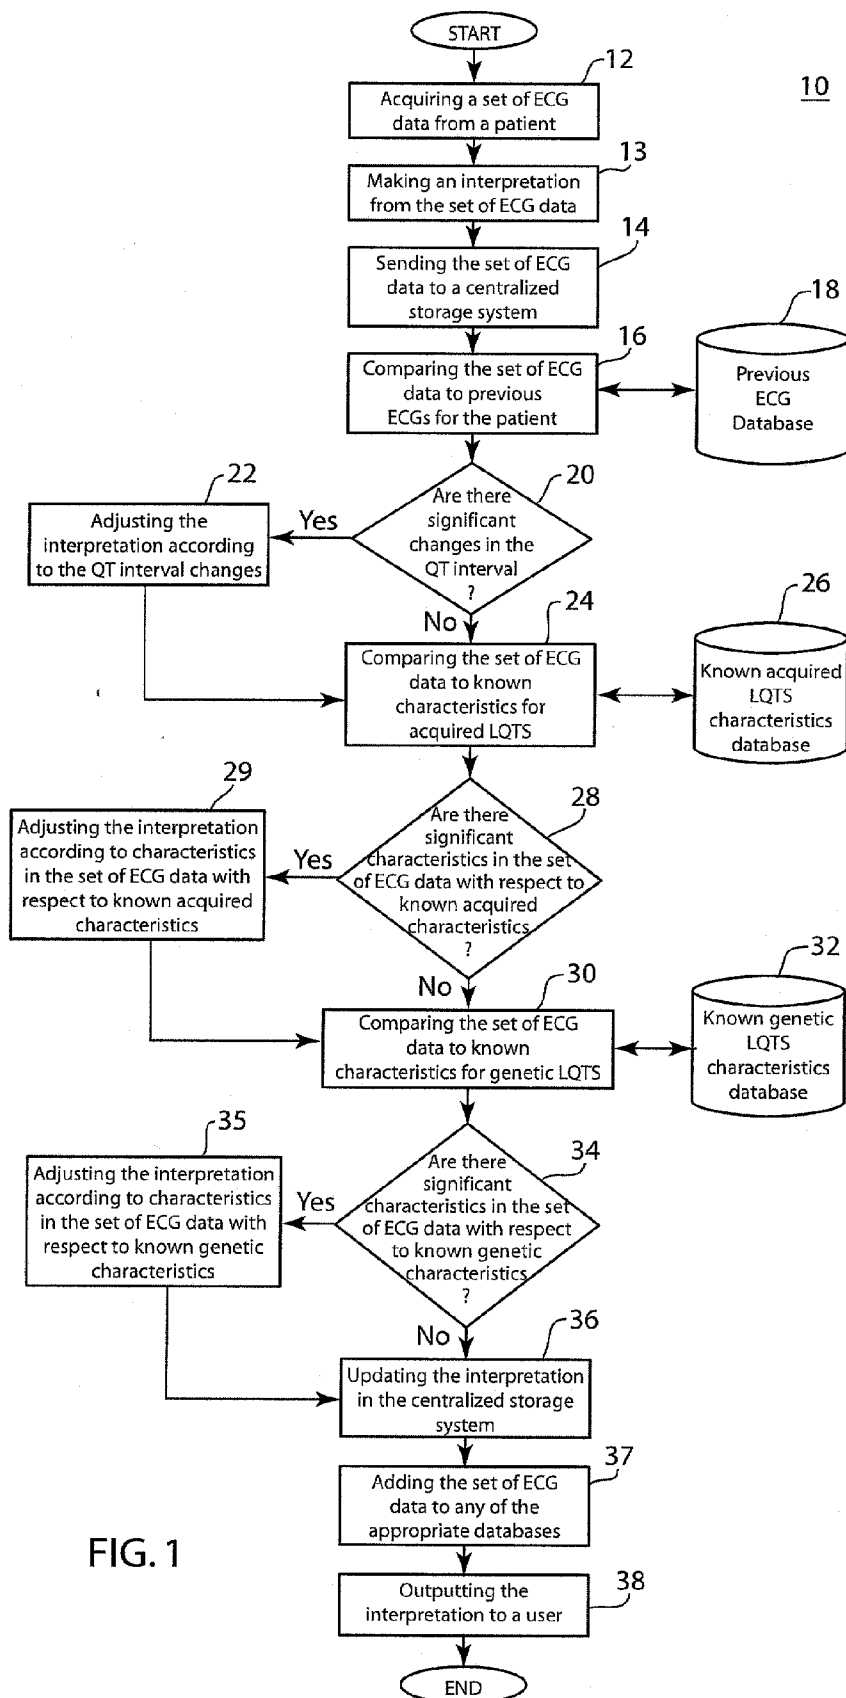 START
12
10
Acquiring a set of ECG
data from a patient
13
Making an interpretation
from the set of ECG data
14
Sending the set of ECG
data to a centralized
storage system
16
18
Comparing the set of ECG
data to previous
ECGs for the patient
Previous
ECG
Database
20
22
Are there
significant
changes in the
QT interval
?
Yes
Adjusting the
interpretation according
to the QT interval changes
No
24
26
Comparing the set of ECG
data to known
characteristics for
acquired LQTS
Known acquired
LQTS
characteristics
database
28
29
Are there
significant
characteristics in the set
of ECG data with respect to
known acquired
characteristics
?
Yes
Adjusting the interpretation
according to characteristics
in the set of ECG data with
respect to known acquired
characteristics
No
30
32
Comparing the set of ECG
data to known
characteristics for genetic LQTS
Known genetic
LQTS
characteristics
database
34
35
Are there
significant
characteristics in the set
of ECG data with respect
to known genetic
characteristics
?
Yes
Adjusting the interpretation
according to characteristics
in the set of ECG data with
respect to known genetic
characteristics
No
36
Updating the interpretation
in the centralized storage
system
37
Adding the set of ECG
data to any of the
appropriate databases
FIG. 1
38
Outputting the
interpretation to a user
END